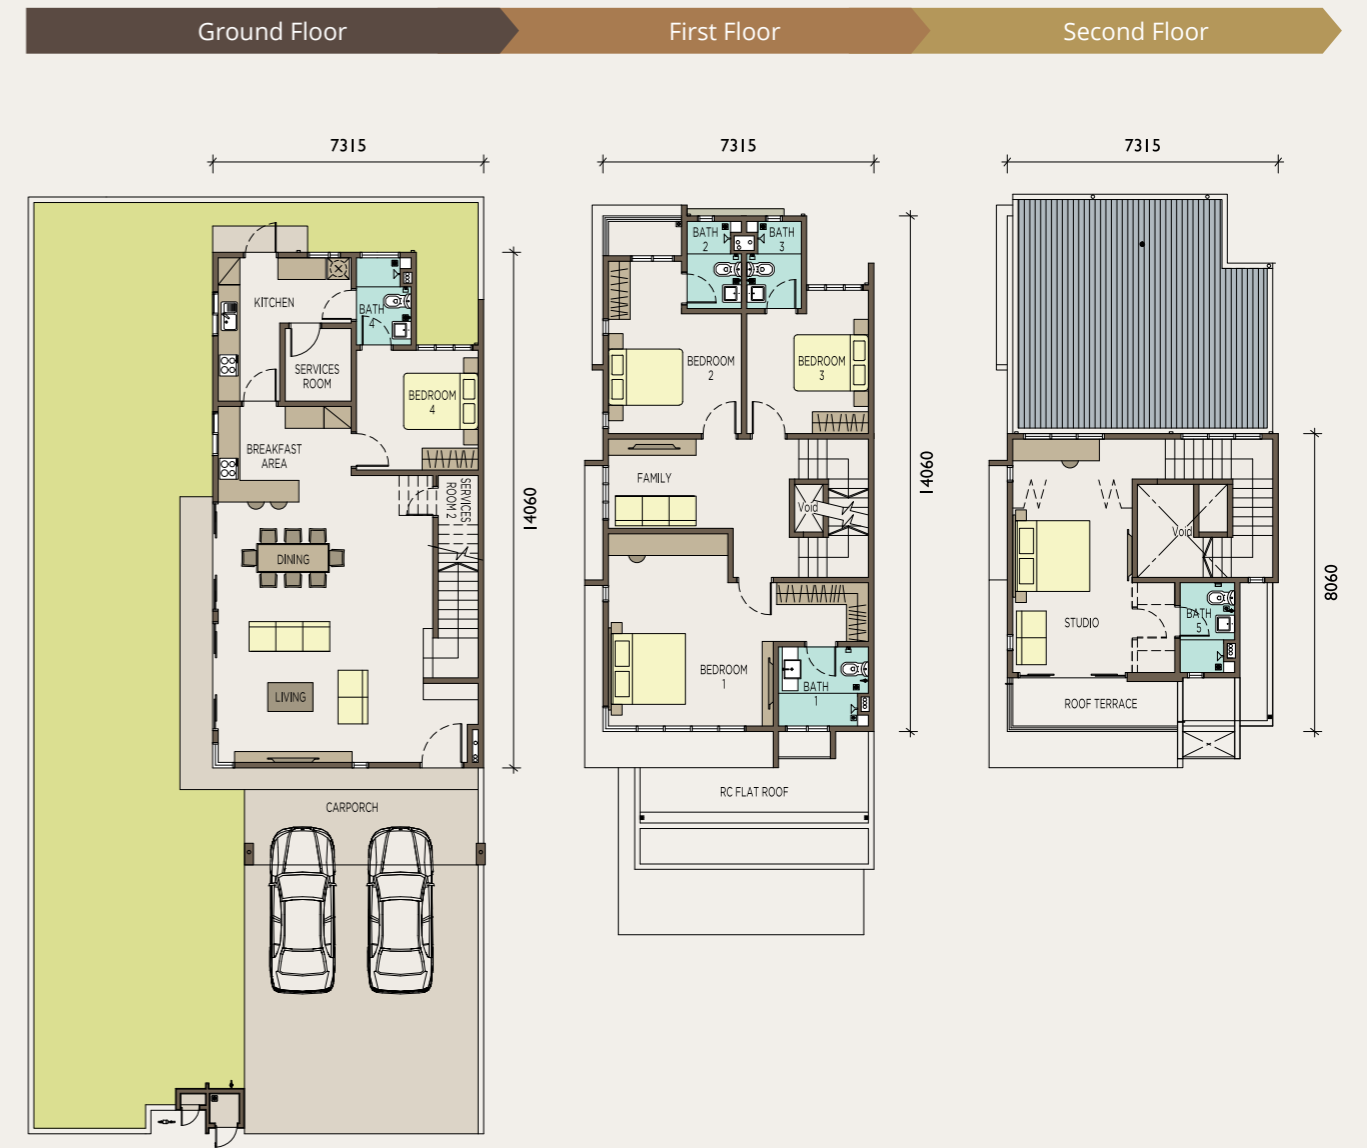 Ground Floor
First Floor
Second Floor
7315
KITCHEN
BATH
4
SERVICES
ROOM
BEDROOM
4
BREAKFAST
AREA
SERVICES
ROOM 2
DINING
LIVING
CARPORCH
14060
7315
BATH
2
BATH
3
BEDROOM
2
BEDROOM
3
FAMILY
Void
BEDROOM
1
BATH
1
RC FLAT ROOF
14060
7315
Void
STUDIO
BATH
5
ROOF TERRACE
8060